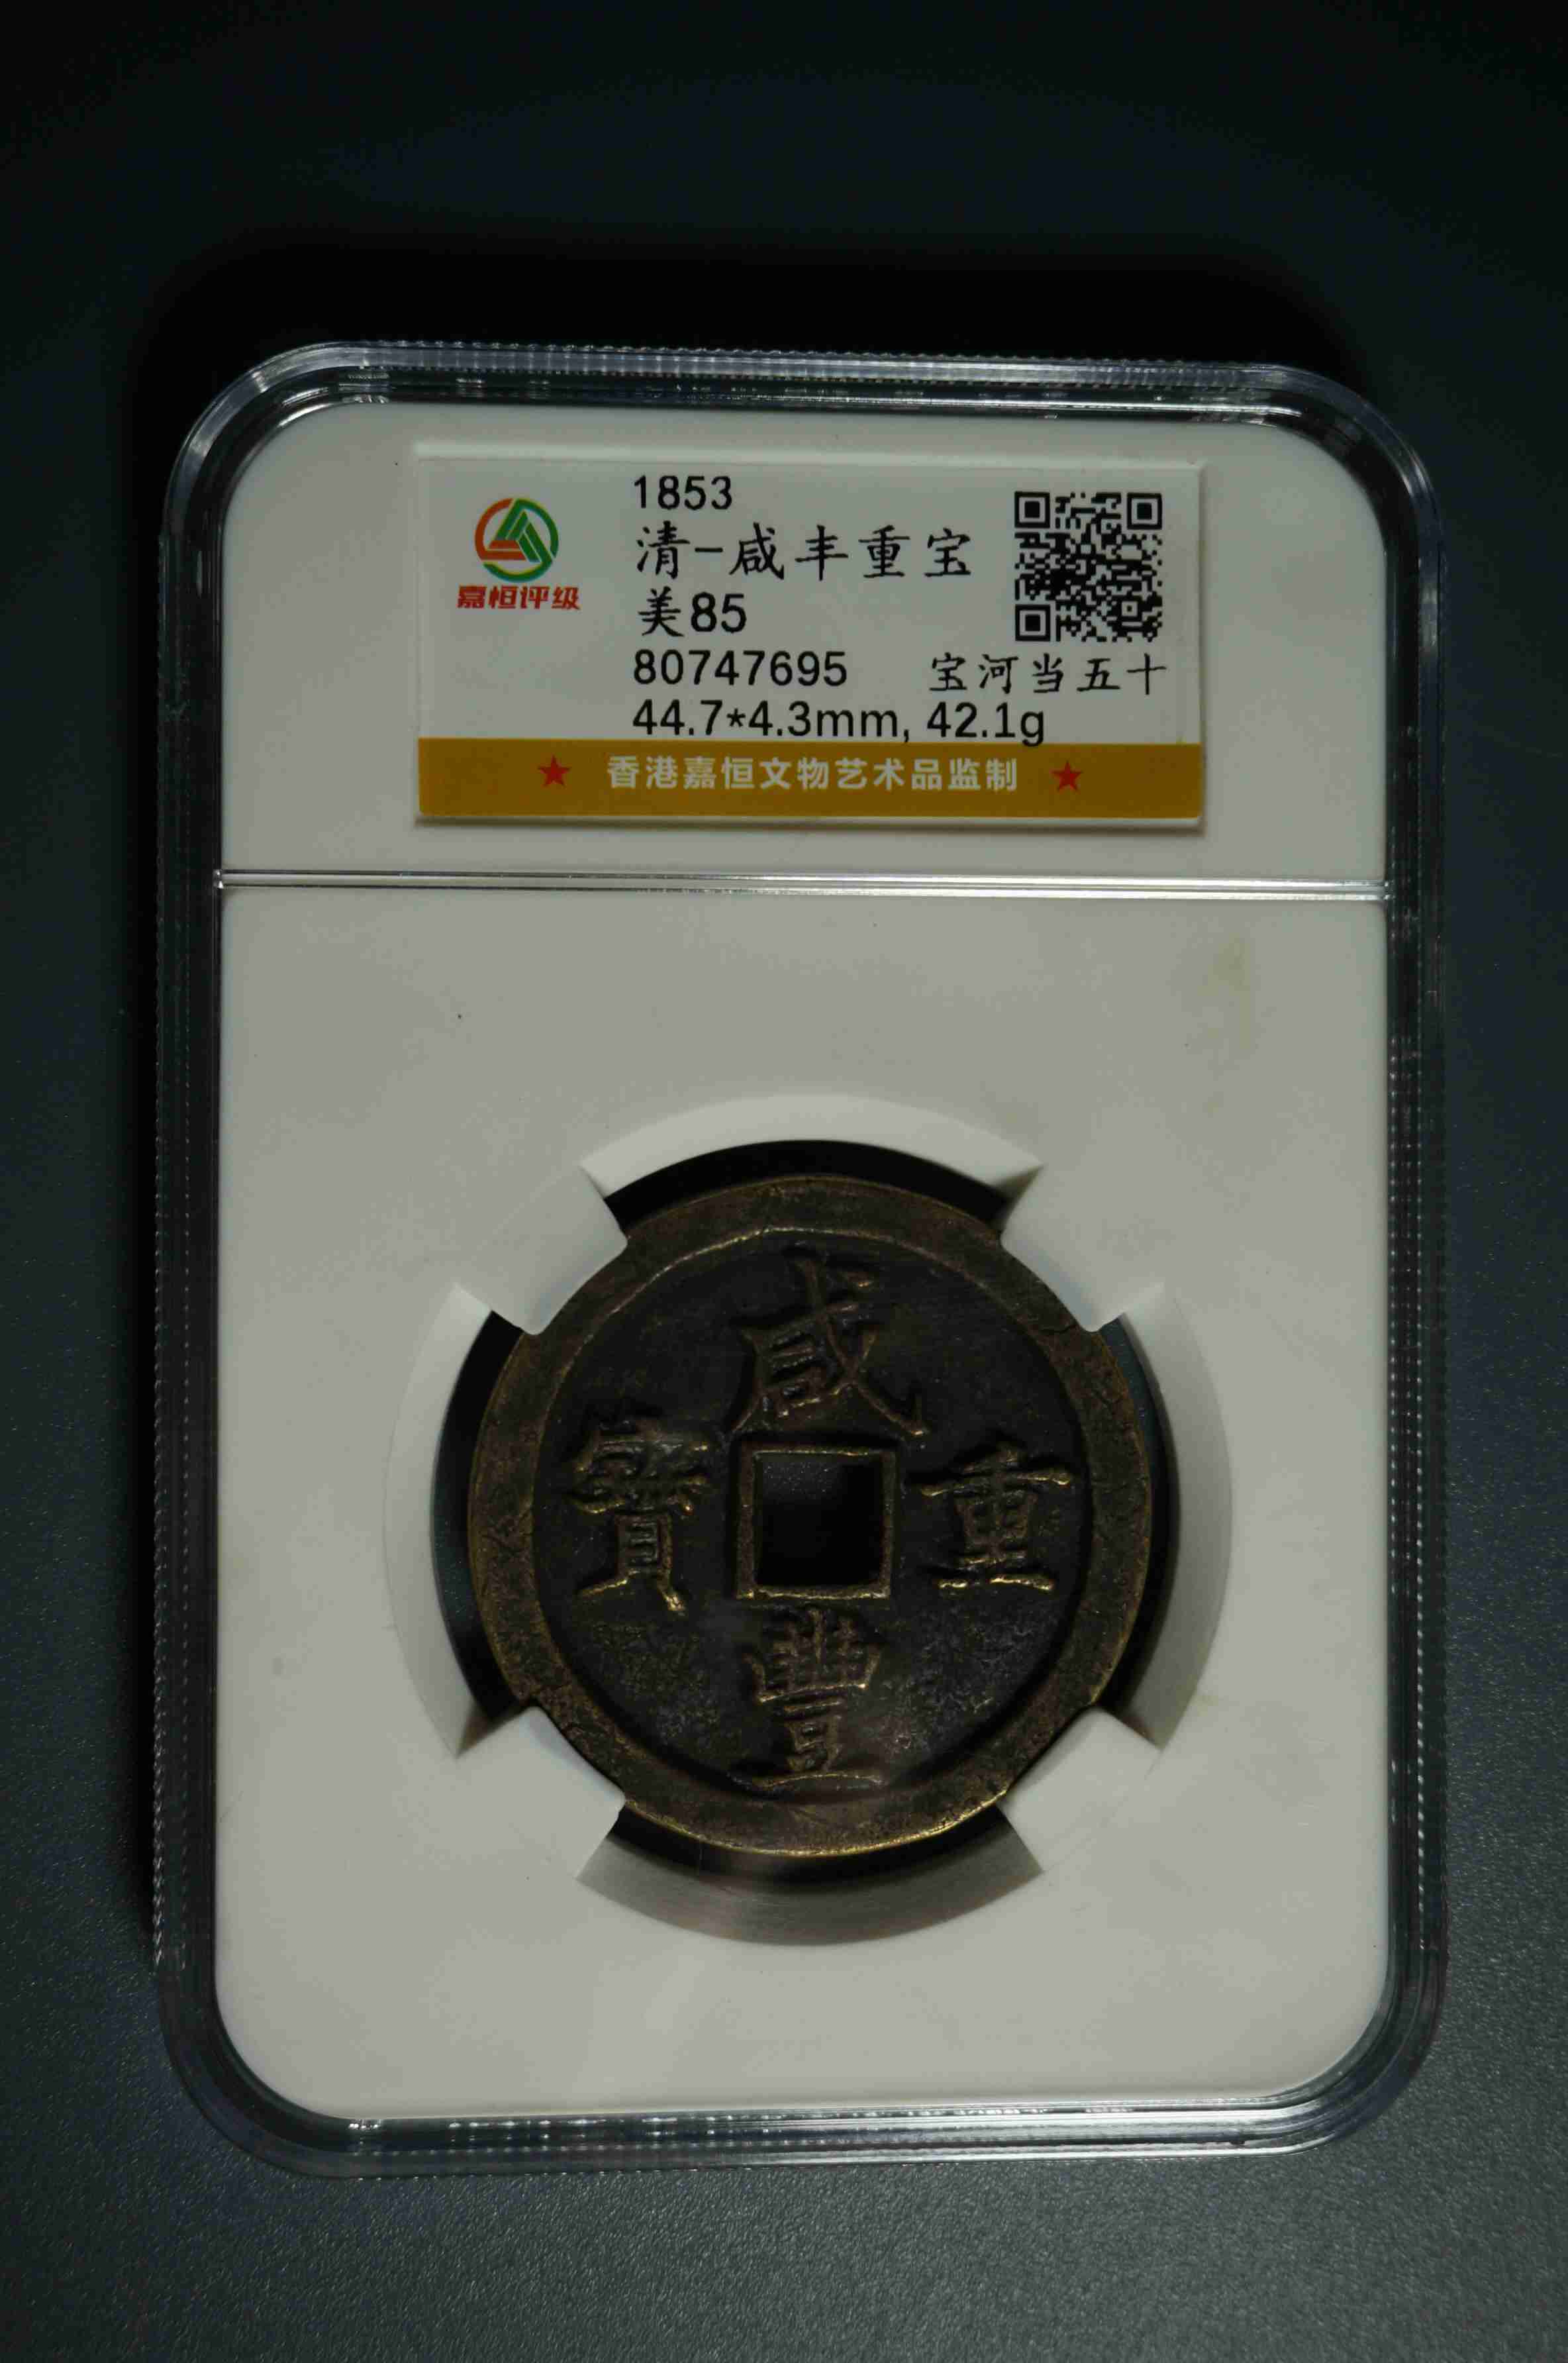 嘉恒评级
1853
清-咸丰重宝
美85
80747695 宝河当五十
44.7*4.3mm, 42.1g
★ 香港嘉恒文物艺术品监制 ★
咸
豐
重
寶